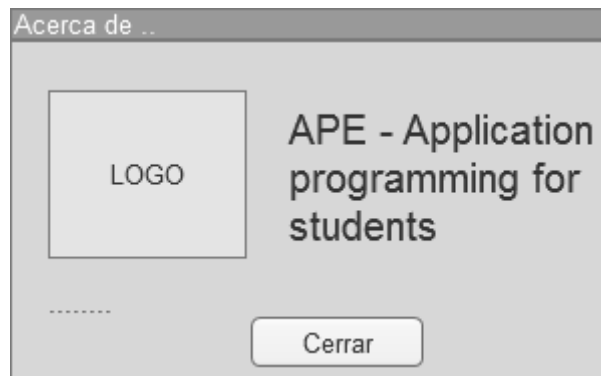 Acerca de ..
LOGO
APE - Application
programming for
students
--------
Cerrar